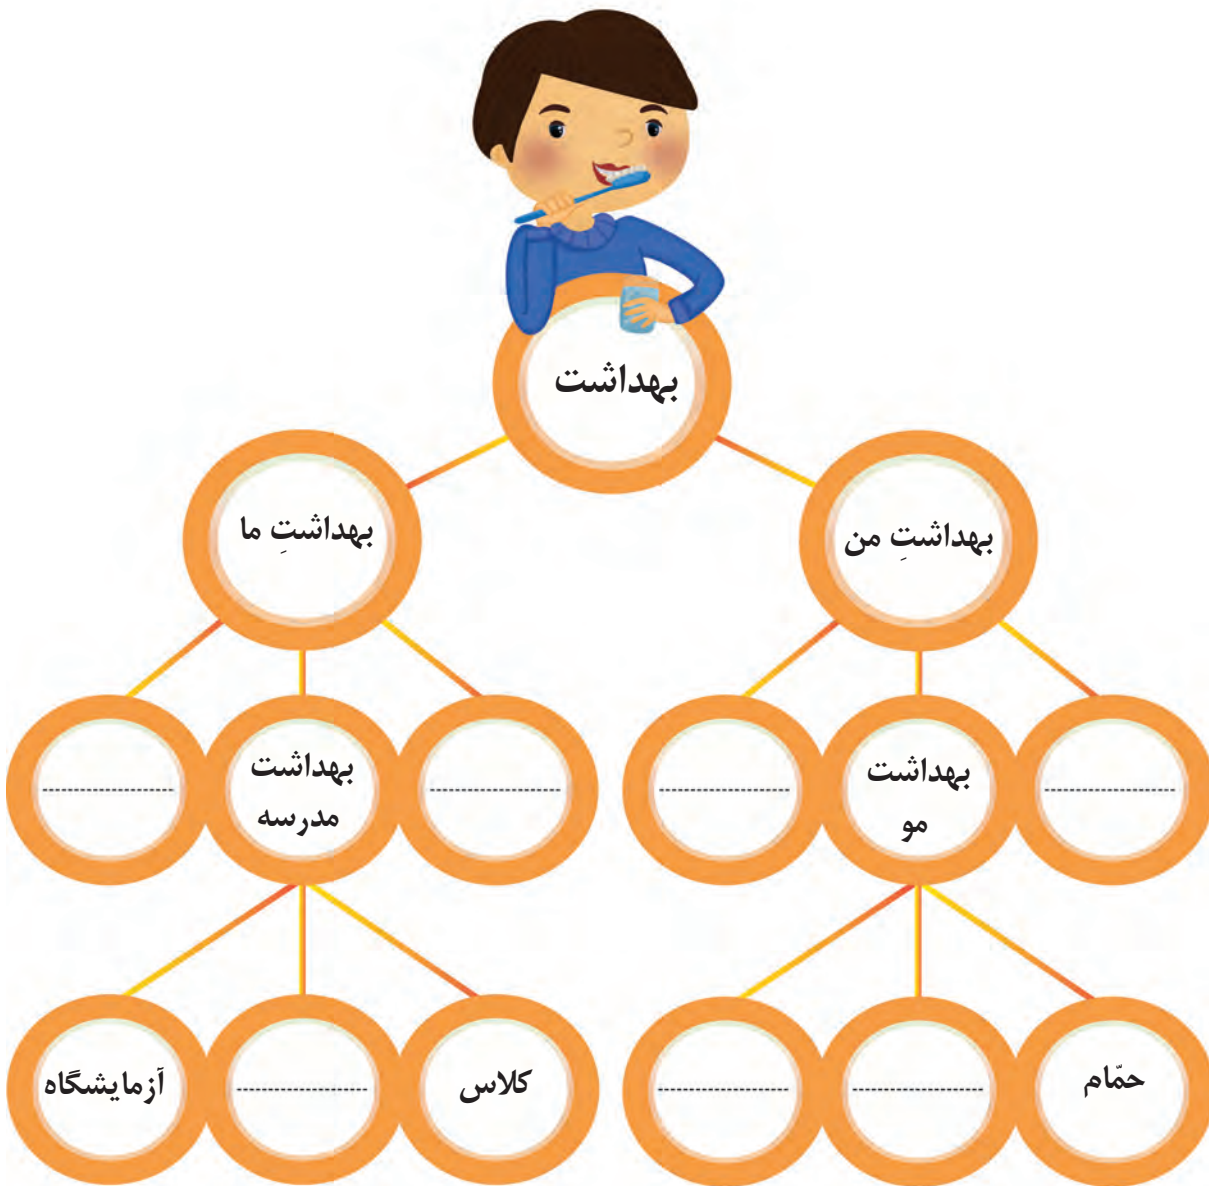 بهداشت
بهداشتِ من
بهداشتِ ما
بهداشت
مو
بهداشت
مدرسه
حمّام
کلاس
آزمایشگاه